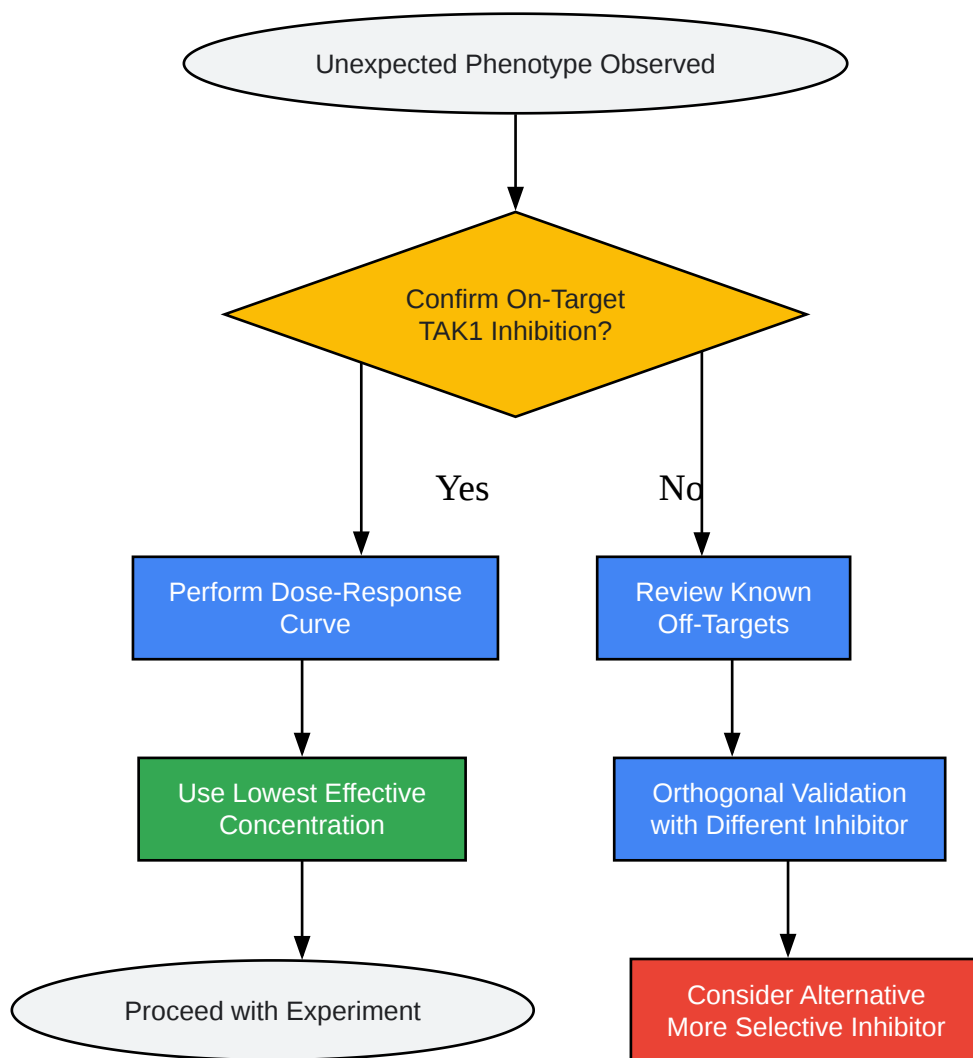 Unexpected Phenotype Observed
Confirm On-Target
TAK1 Inhibition?
Yes
No
Perform Dose-Response
Curve
Review Known
Off-Targets
Use Lowest Effective
Concentration
Orthogonal Validation
with Different Inhibitor
Proceed with Experiment
Consider Alternative
More Selective Inhibitor